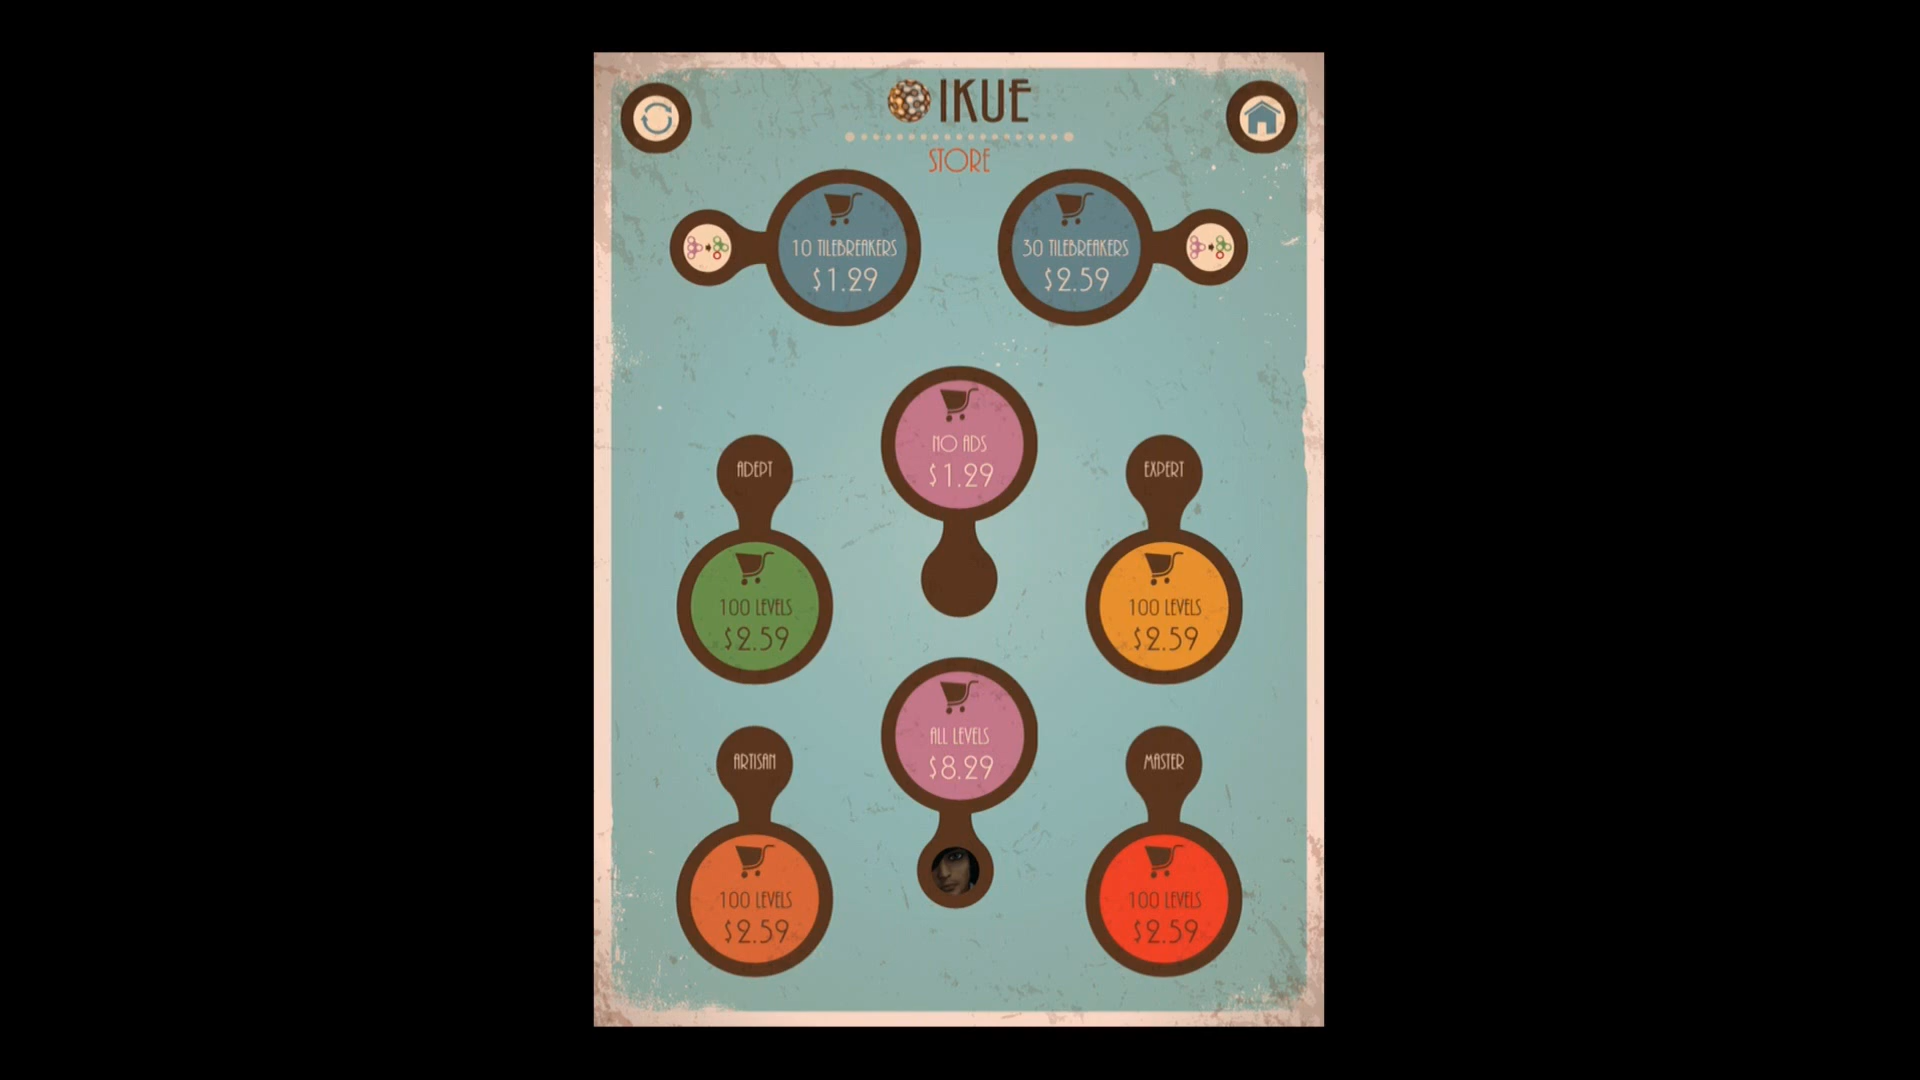 IKUE
STORE
10 TILEBREAKERS
$1.29
30 TILEBREAKERS
$2.59
NO ADS
$1.29
ADEPT
100 LEVELS
$2.59
EXPERT
100 LEVELS
$2.59
ALL LEVELS
$8.29
ARTISAN
100 LEVELS
$2.59
MASTER
100 LEVELS
$2.59